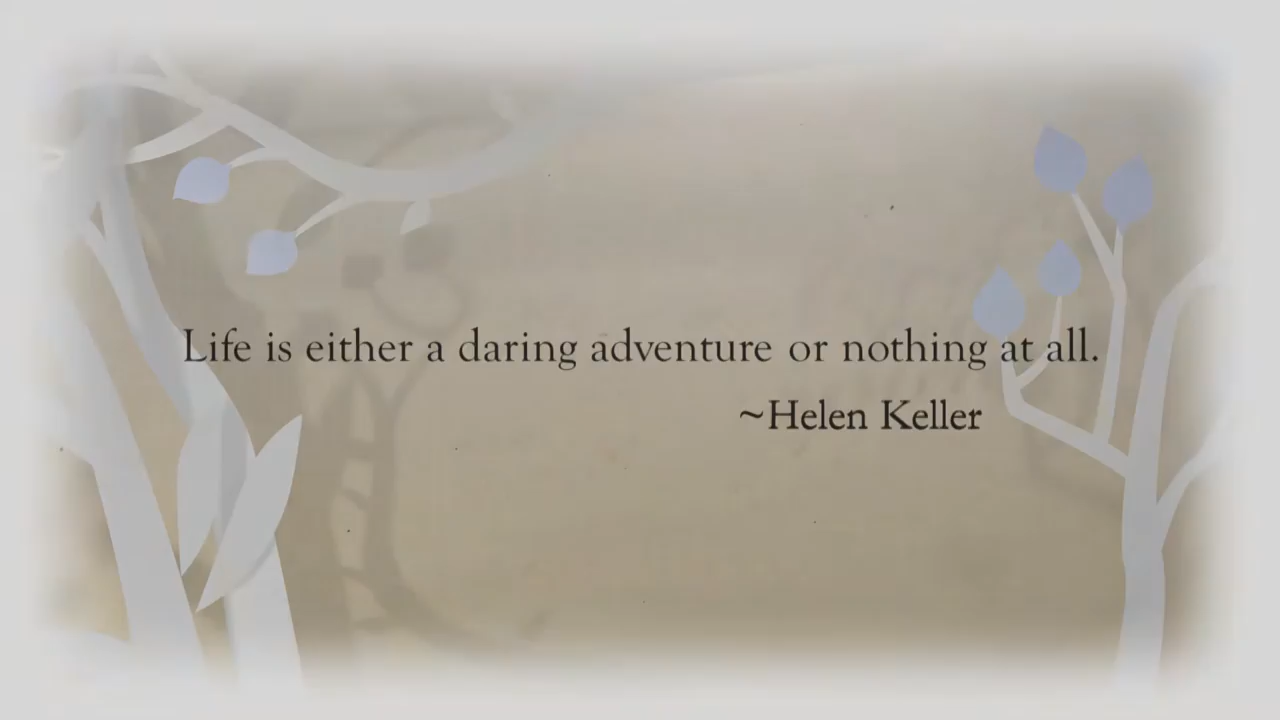 Life is either a daring adventure or nothing at all.
~Helen Keller